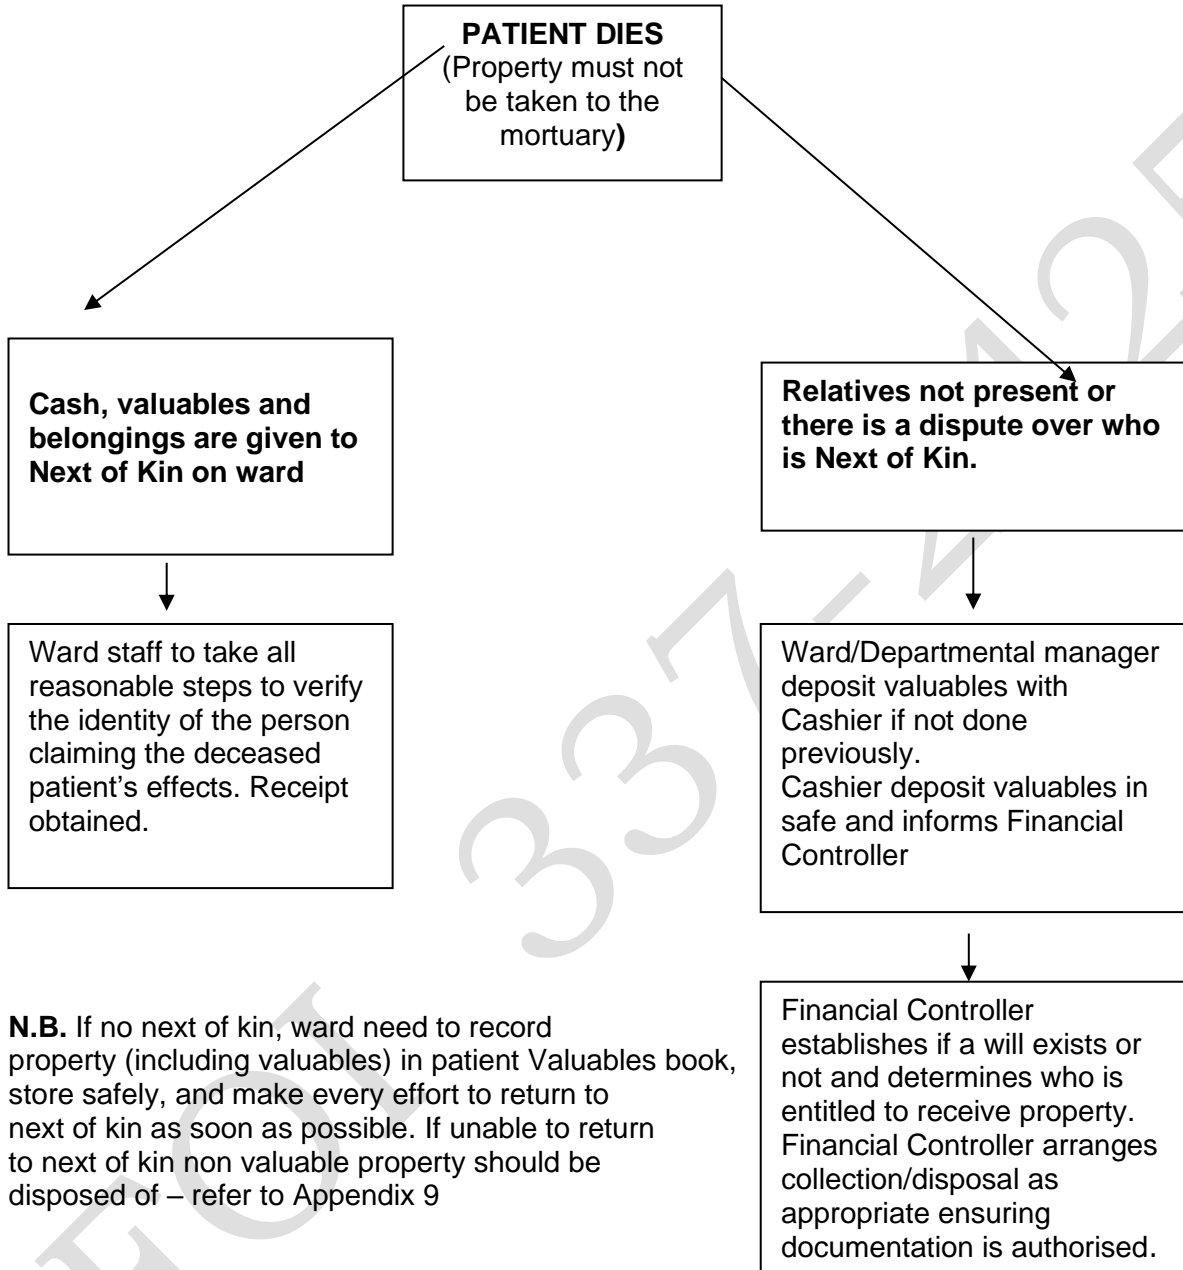 PATIENT DIES
(Property must not
be taken to the
mortuary)
Cash, valuables and
belongings are given to
Next of Kin on ward
Relatives not present or
there is a dispute over who
is Next of Kin.
Ward staff to take all
reasonable steps to verify
the identity of the person
claiming the deceased
patient’s effects. Receipt
obtained.
Ward/Departmental manager
deposit valuables with
Cashier if not done
previously.
Cashier deposit valuables in
safe and informs Financial
Controller
N.B. If no next of kin, ward need to record
property (including valuables) in patient Valuables book,
store safely, and make every effort to return to
next of kin as soon as possible. If unable to return
to next of kin non valuable property should be
disposed of – refer to Appendix 9
Financial Controller
establishes if a will exists or
not and determines who is
entitled to receive property.
Financial Controller arranges
collection/disposal as
appropriate ensuring
documentation is authorised.
FOI 337-425